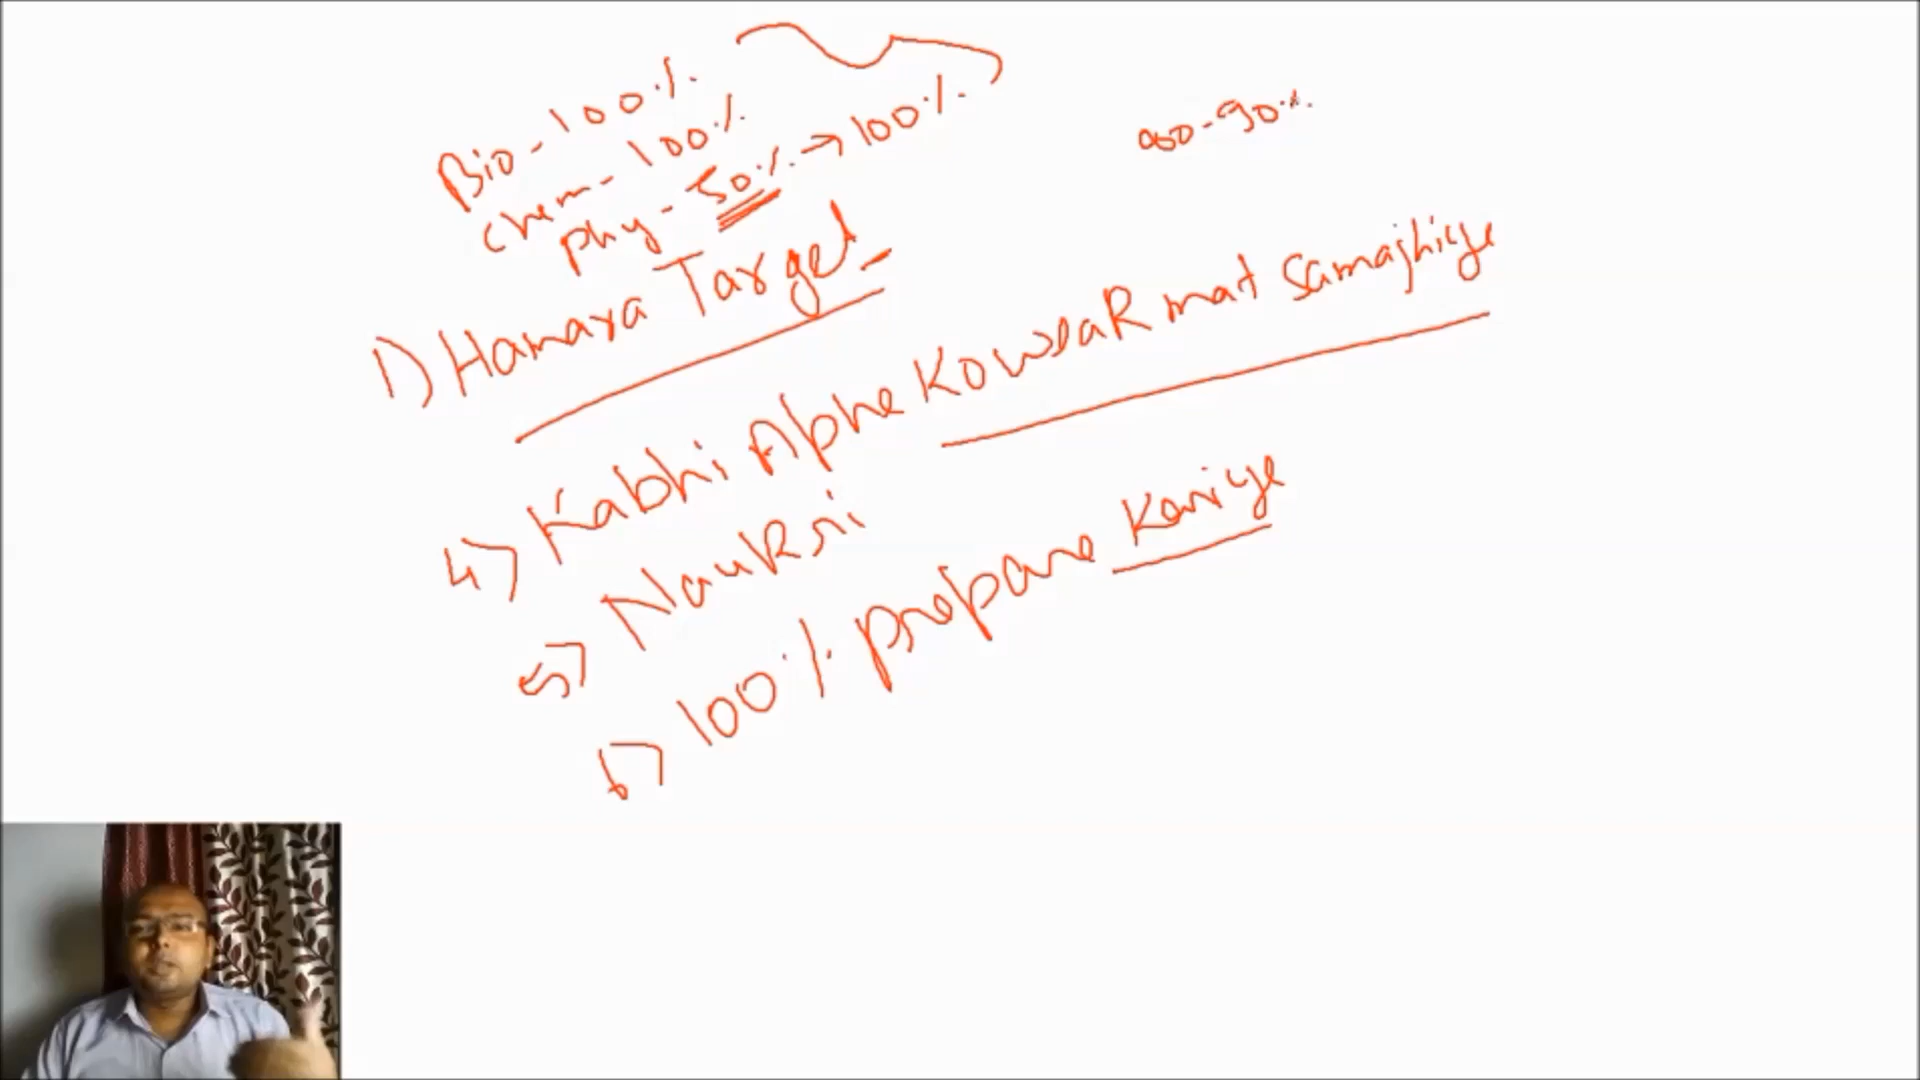 Bio - 100%
Chem - 100%
phy - 50% → 100%
80-90%
1) Hamara Target
4) Kabhi Apne Ko weak mat samajhiye
5) Naukri
6) 100% prepare Kariye